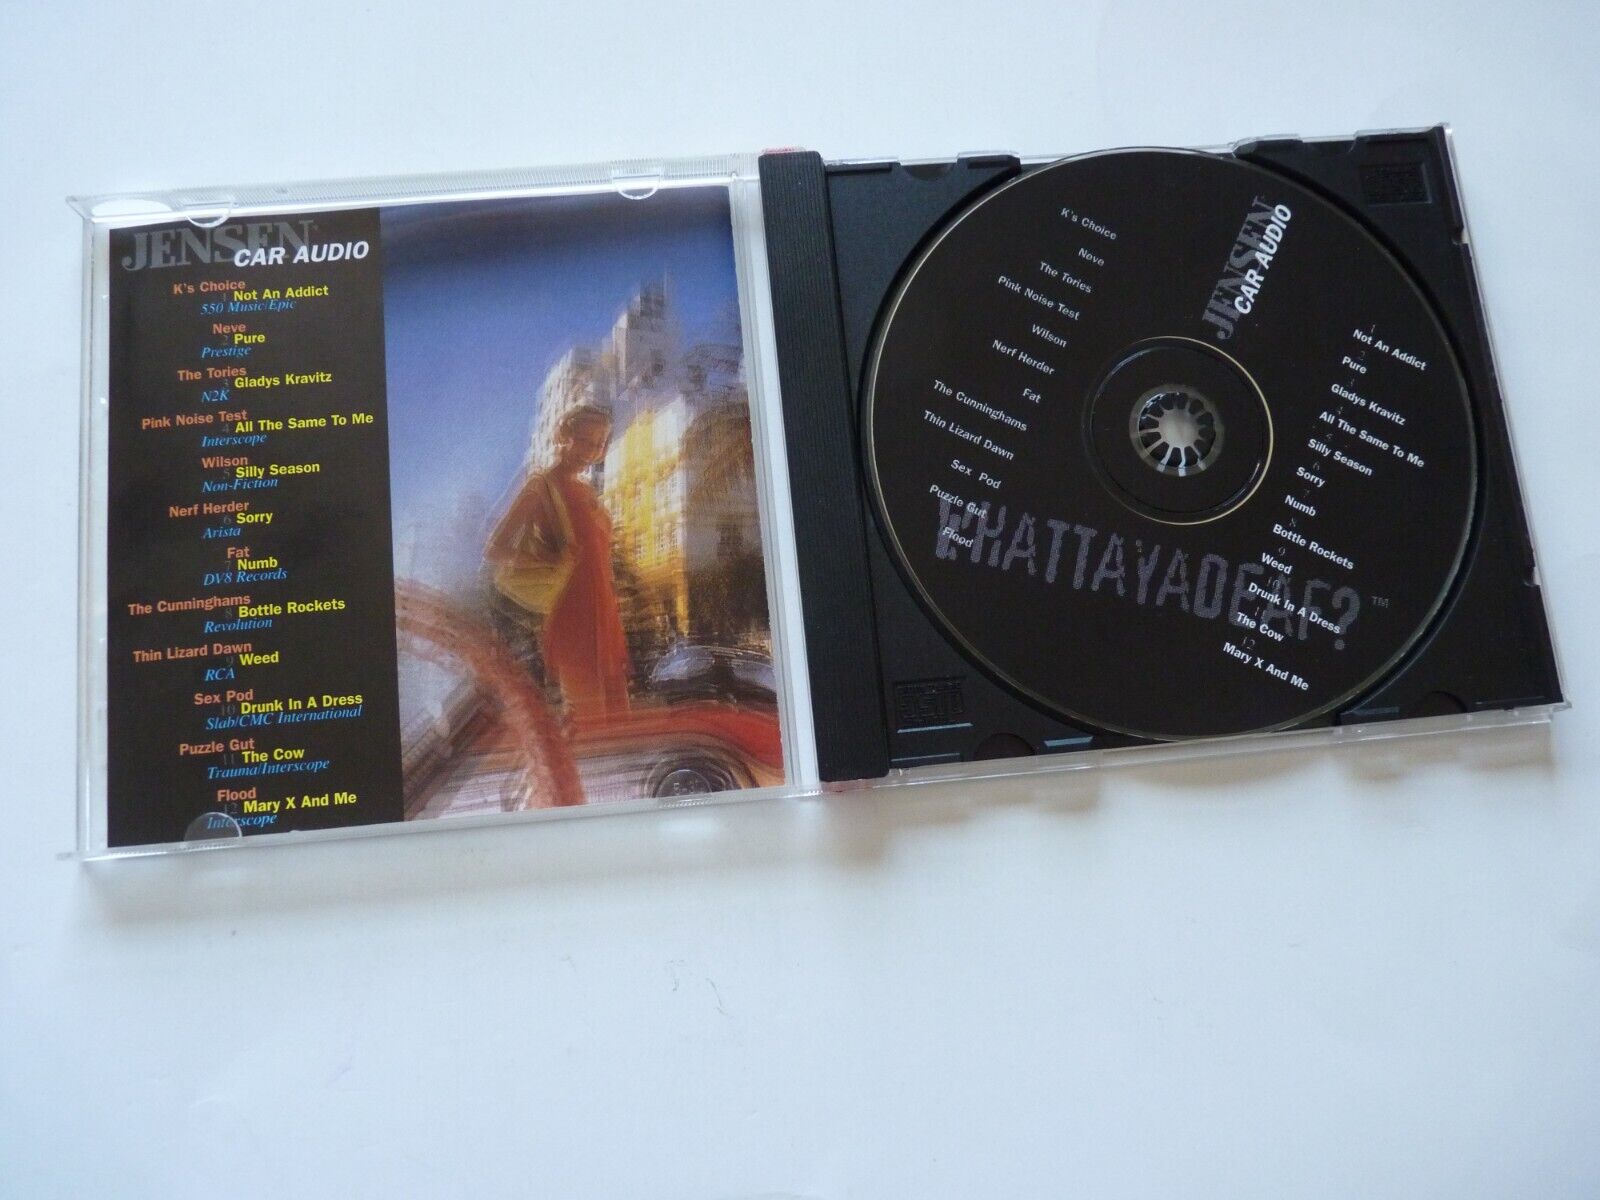 JENSEN
CAR AUDIO
K's Choice
1 Not An Addict
550 Music/Epic
Neve
2 Pure
Prestige
The Tories
3 Gladys Kravitz
N2K
Pink Noise Test
4 All The Same To Me
Interscope
Wilson
5 Silly Season
Non-Fiction
Nerf Herder
6 Sorry
Arista
Fat
7 Numb
DV8 Records
The Cunninghams
8 Bottle Rockets
Revolution
Thin Lizard Dawn
9 Weed
RCA
Sex Pod
10 Drunk In A Dress
Slab/CMC International
Puzzle Gut
11 The Cow
Trauma/Interscope
Flood
12 Mary X And Me
Interscope
JENSEN
CAR AUDIO
K's Choice
Neve
The Tories
Pink Noise Test
Wilson
Nerf Herder
Fat
The Cunninghams
Thin Lizard Dawn
Sex Pod
Puzzle Gut
Flood
1
Not An Addict
2
Pure
3
Gladys Kravitz
4
All The Same To Me
5
Silly Season
6
Sorry
7
Numb
8
Bottle Rockets
9
Weed
10
Drunk In A Dress
11
The Cow
12
Mary X And Me
WHATTAYADEAF?™